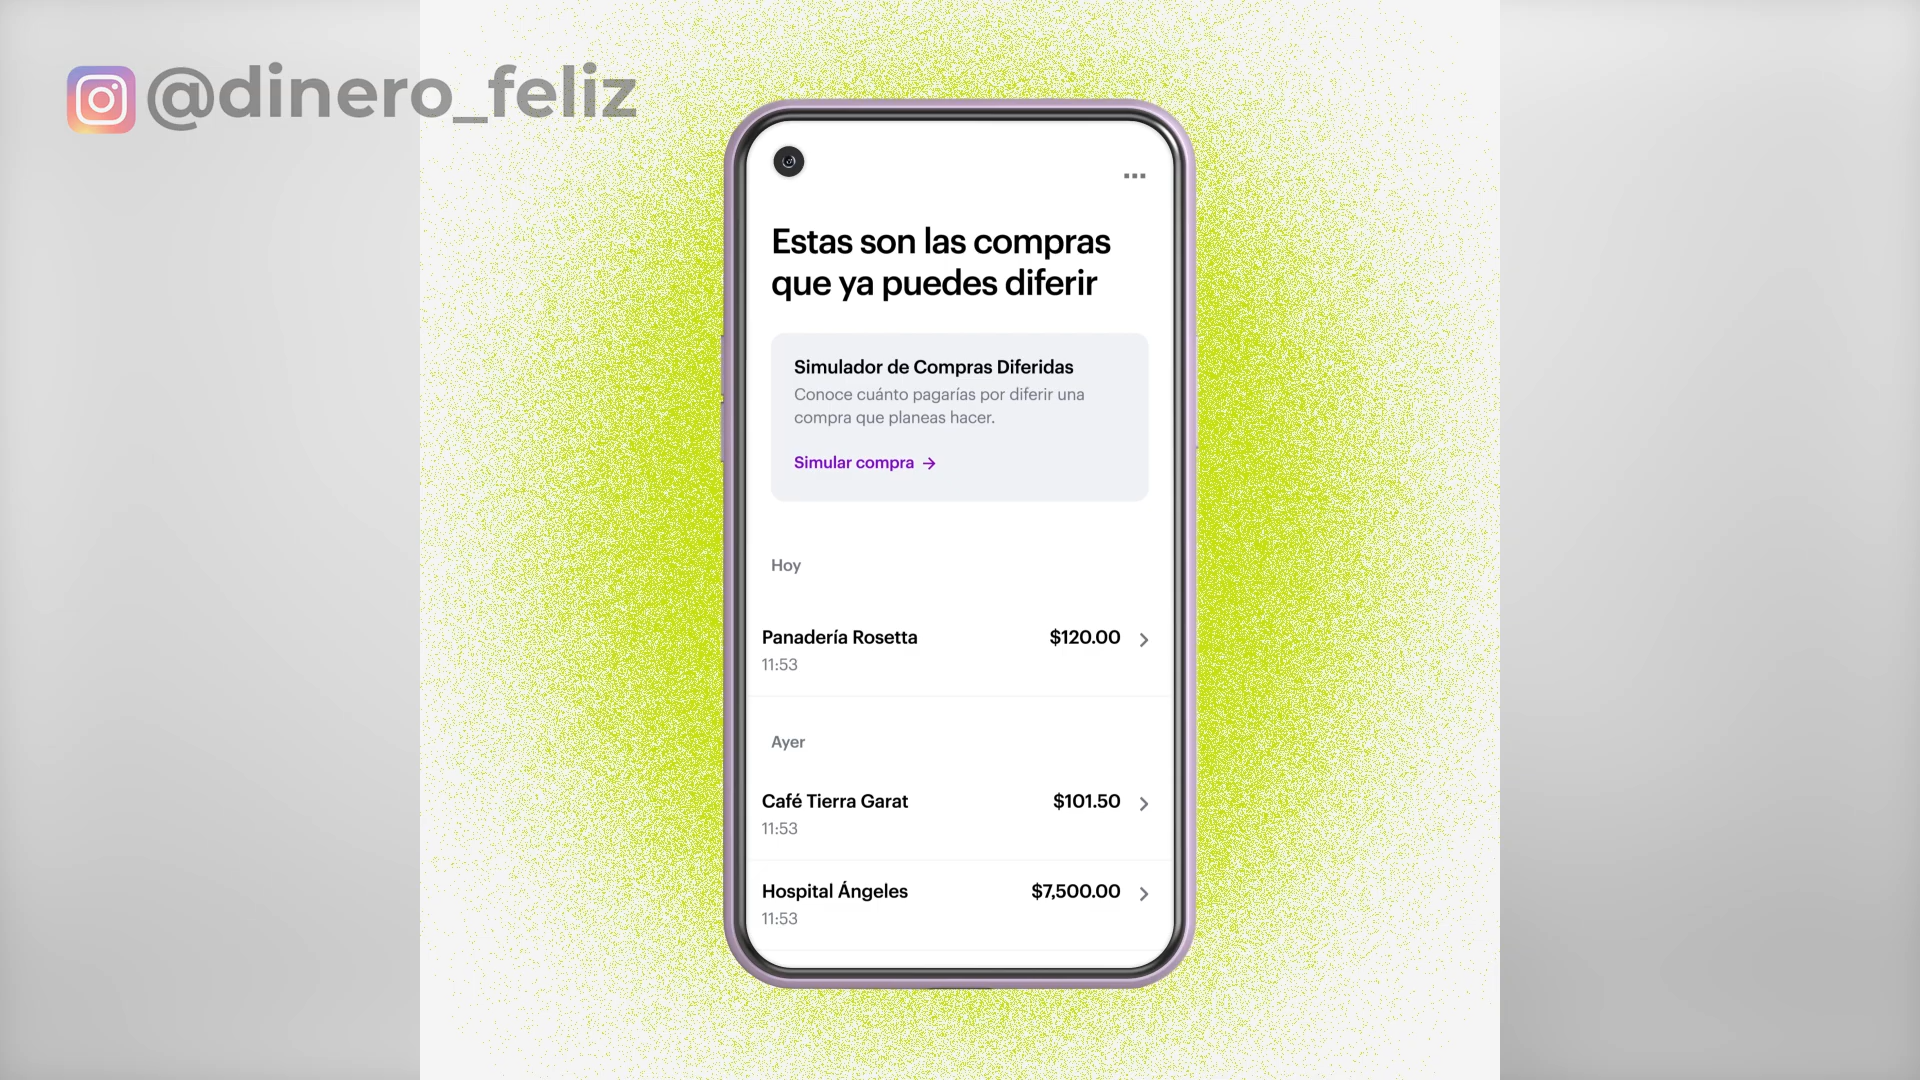 @dinero_feliz
Estas son las compras
que ya puedes diferir
Simulador de Compras Diferidas
Conoce cuánto pagarías por diferir una
compra que planeas hacer.
Simular compra →
Hoy
Panadería Rosetta $120.00
11:53
Ayer
Café Tierra Garat $101.50
11:53
Hospital Ángeles $7,500.00
11:53